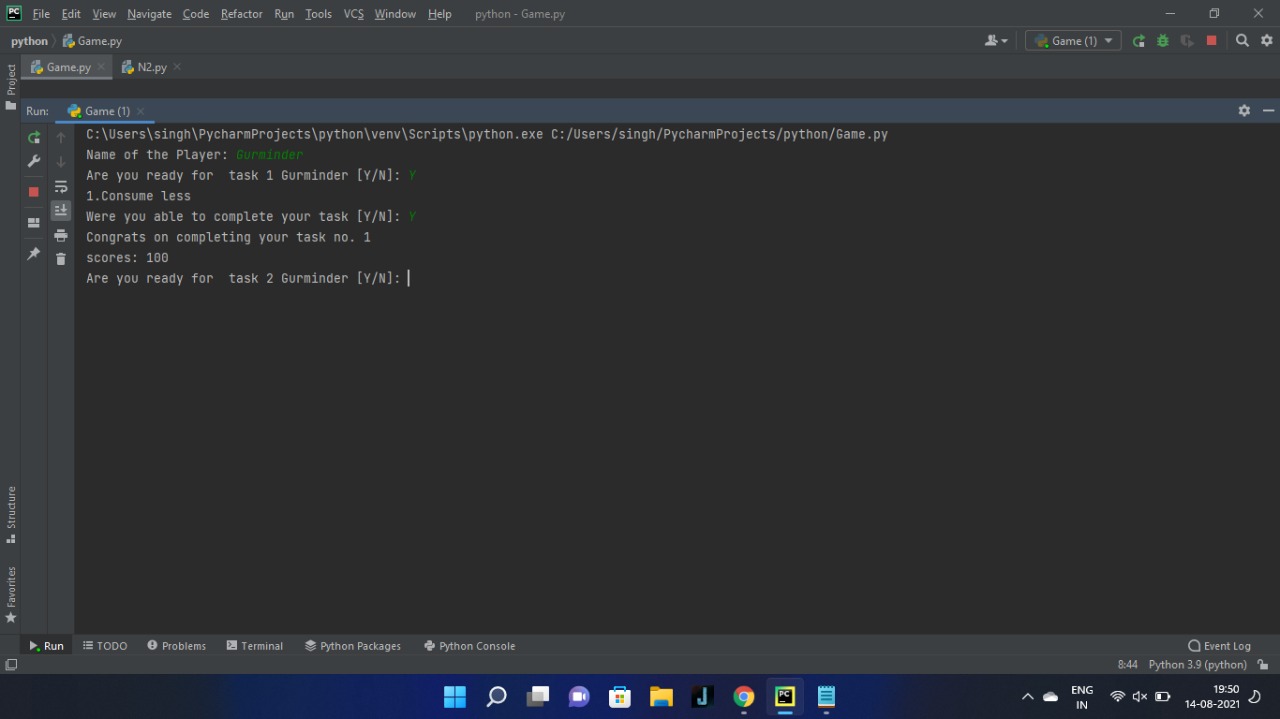 File Edit View Navigate Code Refactor Run Tools VCS Window Help python - Game.py
python Game.py Game (1)
Game.py N2.py
Project
Run: Game (1)
C:\Users\singh\PycharmProjects\python\venv\Scripts\python.exe C:/Users/singh/PycharmProjects/python/Game.py
Name of the Player: Gurminder
Are you ready for  task 1 Gurminder [Y/N]: Y
1.Consume less
Were you able to complete your task [Y/N]: Y
Congrats on completing your task no. 1
scores: 100
Are you ready for  task 2 Gurminder [Y/N]:
Structure
Favorites
Run TODO Problems Terminal Python Packages Python Console Event Log
8:44 Python 3.9 (python)
ENG 19:50
IN 14-08-2021